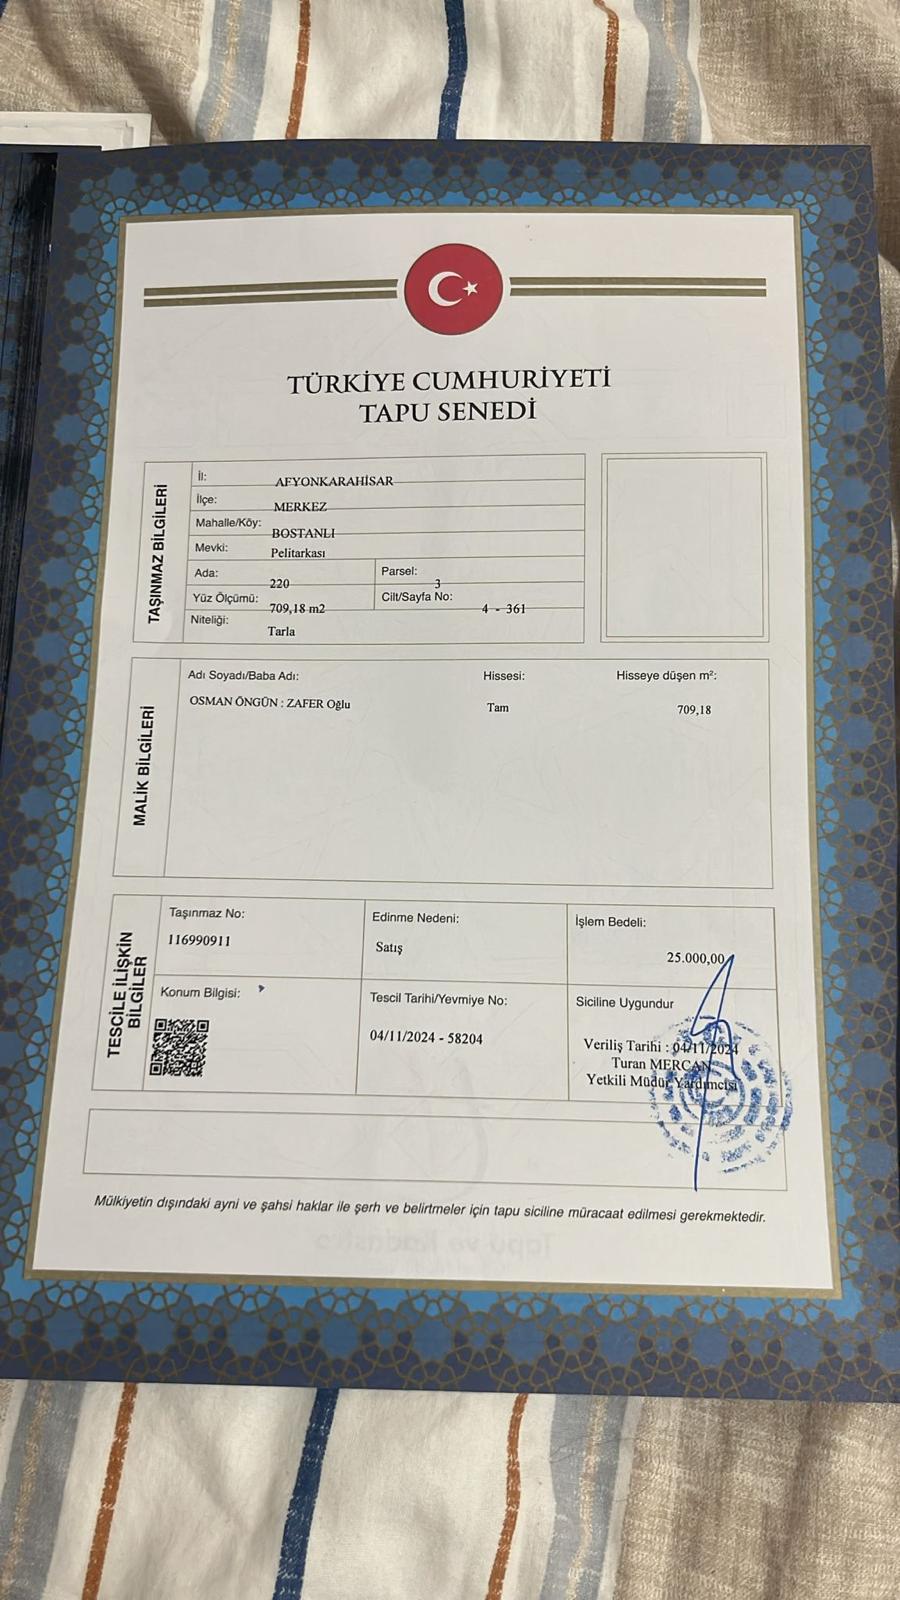 TÜRKİYE CUMHURİYETİ
TAPU SENEDİ
TAŞINMAZ BİLGİLERİ
İl: AFYONKARAHİSAR
İlçe: MERKEZ
Mahalle/Köy: BOSTANLI
Mevki: Pelitarkası
Ada: 220 Parsel: 3
Yüz Ölçümü: 709,18 m2 Cilt/Sayfa No: 4 - 361
Niteliği: Tarla
MALİK BİLGİLERİ
Adı Soyadı/Baba Adı: Hissesi: Hisseye düşen m²:
OSMAN ÖNGÜN : ZAFER Oğlu Tam 709,18
TESCİLE İLİŞKİN
BİLGİLER
Taşınmaz No: Edinme Nedeni: İşlem Bedeli:
116990911 Satış 25.000,00
Konum Bilgisi: Tescil Tarihi/Yevmiye No: Siciline Uygundur
04/11/2024 - 58204 Veriliş Tarihi : 04/11/2024
Turan MERCAN
Yetkili Müdür Yardımcısı
Mülkiyetin dışındaki ayni ve şahsi haklar ile şerh ve belirtmeler için tapu siciline müracaat edilmesi gerekmektedir.